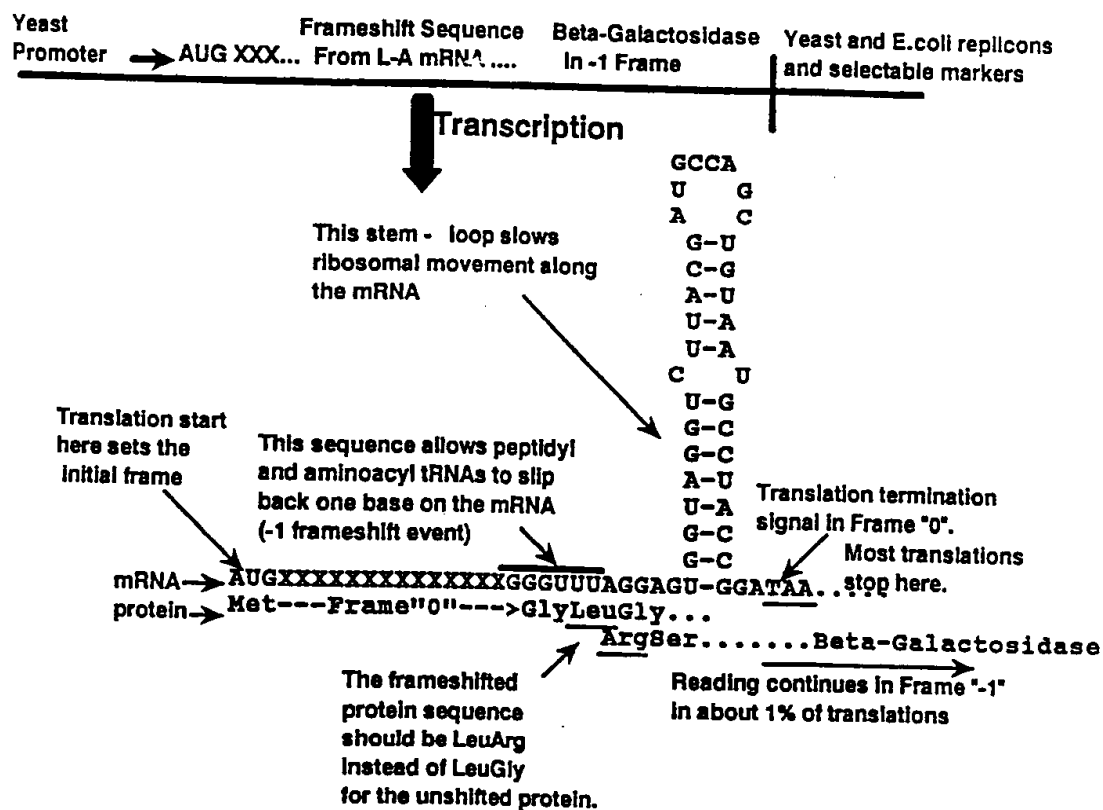 Yeast
Promoter
AUG XXX...
Frameshift Sequence
From L-A mRNA ....
Beta-Galactosidase
In -1 Frame
Yeast and E.coli replicons
and selectable markers
Transcription
GCCA
U G
A C
G-U
C-G
A-U
U-A
U-A
C U
U-G
G-C
G-C
A-U
U-A
G-C
G-C
This stem - loop slows
ribosomal movement along
the mRNA
Translation start
here sets the
initial frame
This sequence allows peptidyl
and aminoacyl tRNAs to slip
back one base on the mRNA
(-1 frameshift event)
Translation termination
signal in Frame "0".
Most translations
stop here.
mRNA
AUGXXXXXXXXXXXXXXGGGUUUAGGAGU-GGATAA..
protein
Met---Frame"0"--->GlyLeuGly...
ArgSer.......Beta-Galactosidase
The frameshifted
protein sequence
should be LeuArg
instead of LeuGly
for the unshifted protein.
Reading continues in Frame "-1"
in about 1% of translations